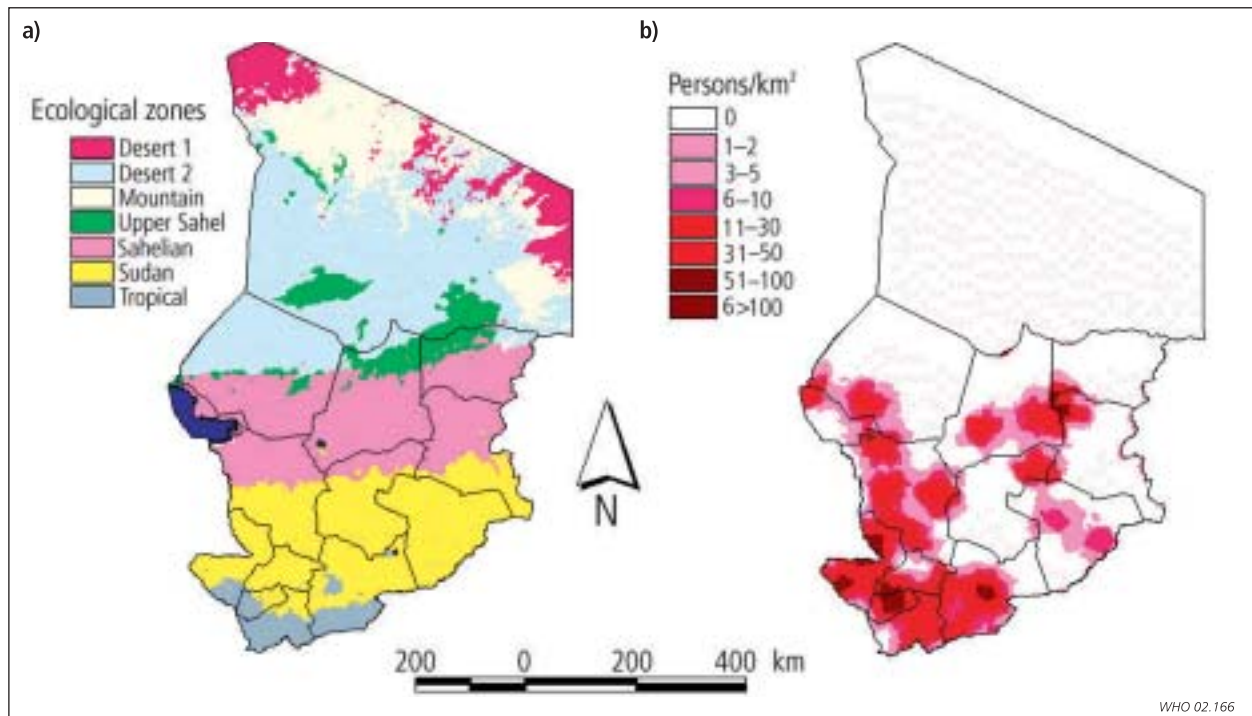 a)
Ecological zones
Desert 1
Desert 2
Mountain
Upper Sahel
Sahelian
Sudan
Tropical
b)
Persons/km²
0
1–2
3–5
6–10
11–30
31–50
51–100
6>100
N
200 0 200 400 km
WHO 02.166